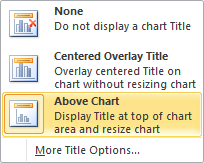 None
Do not display a chart Title
Centered Overlay Title
Overlay centered Title on
chart without resizing chart
Above Chart
Display Title at top of chart
area and resize chart
More Title Options...